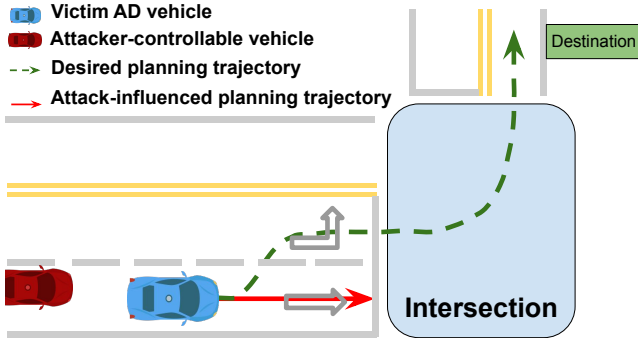 Victim AD vehicle
Attacker-controllable vehicle
Desired planning trajectory
Attack-influenced planning trajectory
Destination
Intersection